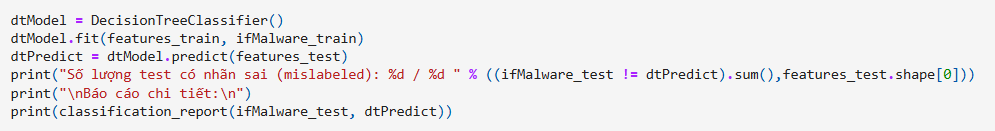 dtModel = DecisionTreeClassifier()
dtModel.fit(features_train, ifMalware_train)
dtPredict = dtModel.predict(features_test)
print("Số lượng test có nhãn sai (mislabeled): %d / %d " % ((ifMalware_test != dtPredict).sum(),features_test.shape[0]))
print("\nBáo cáo chi tiết:\n")
print(classification_report(ifMalware_test, dtPredict))